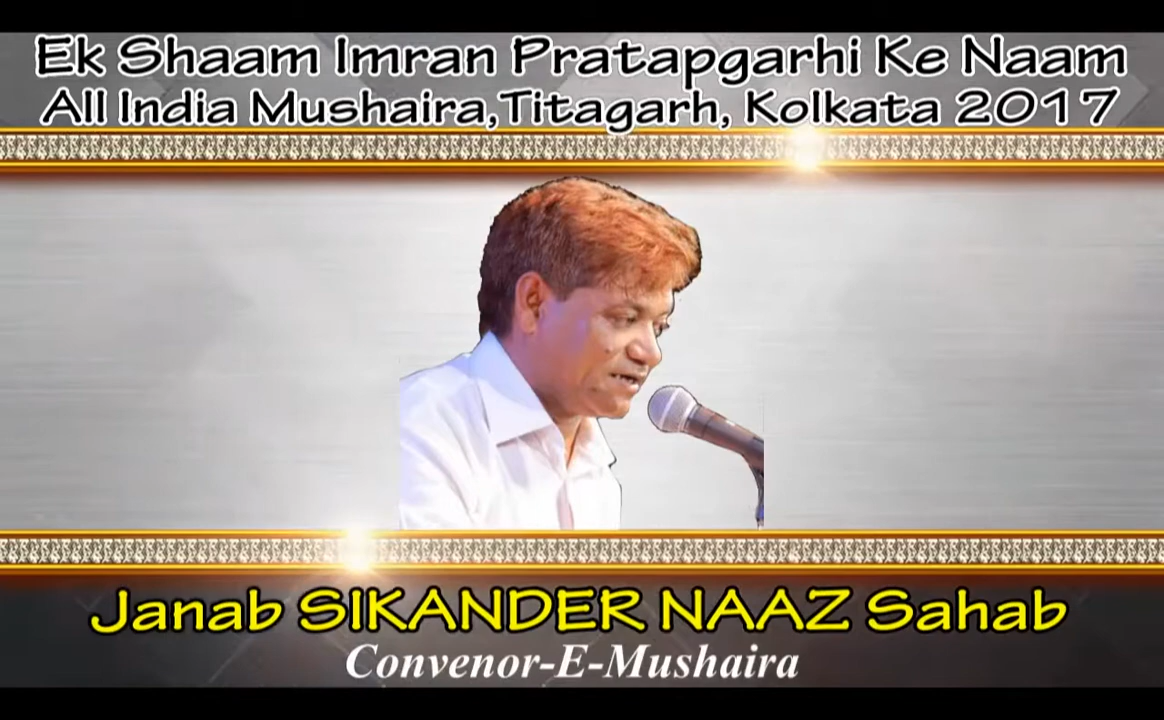 Ek Shaam Imran Pratapgarhi Ke Naam
All India Mushaira,Titagarh, Kolkata 2017
Janab SIKANDER NAAZ Sahab
Convenor-E-Mushaira